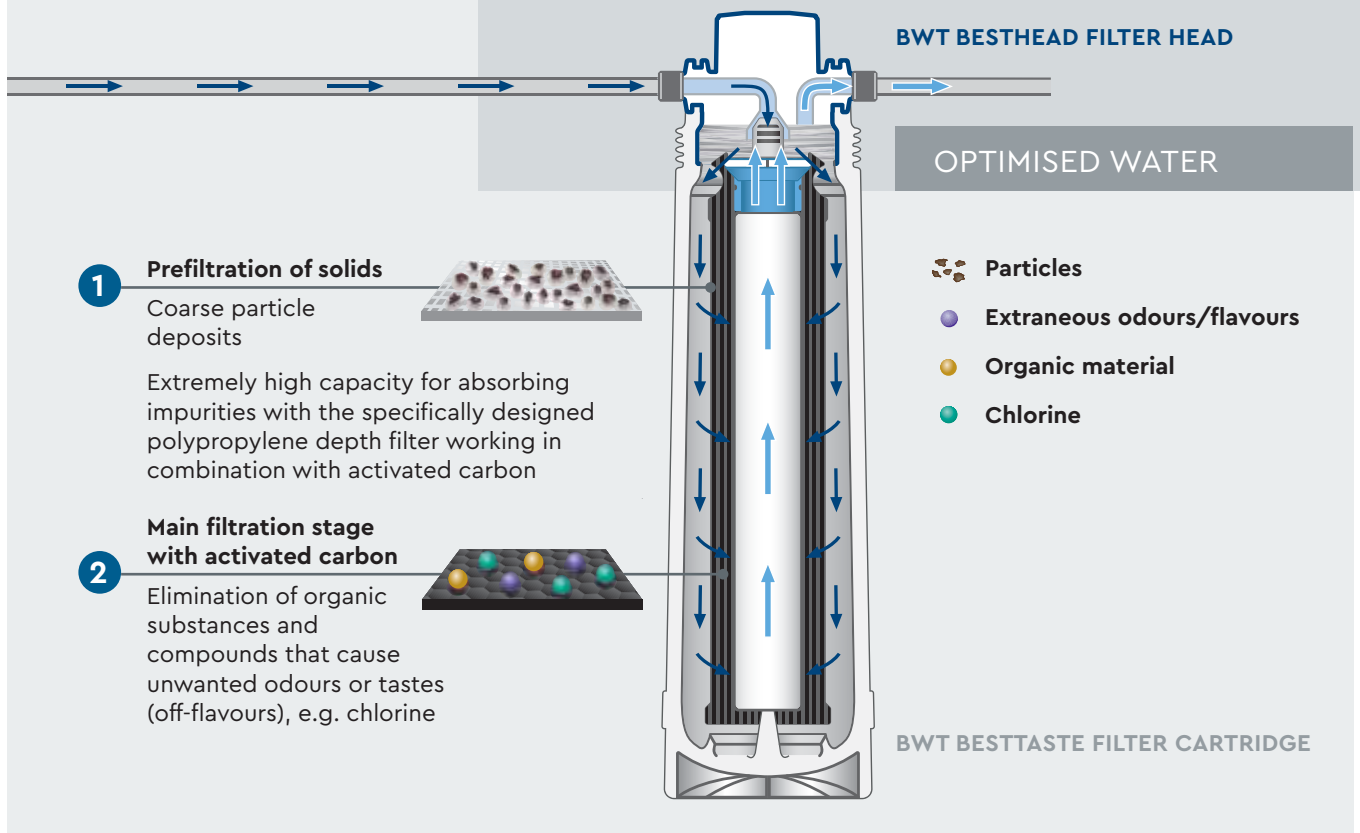 BWT BESTHEAD FILTER HEAD
OPTIMISED WATER
1
Prefiltration of solids
Coarse particle
deposits
Extremely high capacity for absorbing
impurities with the specifically designed
polypropylene depth filter working in
combination with activated carbon
2
Main filtration stage
with activated carbon
Elimination of organic
substances and
compounds that cause
unwanted odours or tastes
(off-flavours), e.g. chlorine
Particles
Extraneous odours/flavours
Organic material
Chlorine
BWT BESTTASTE FILTER CARTRIDGE